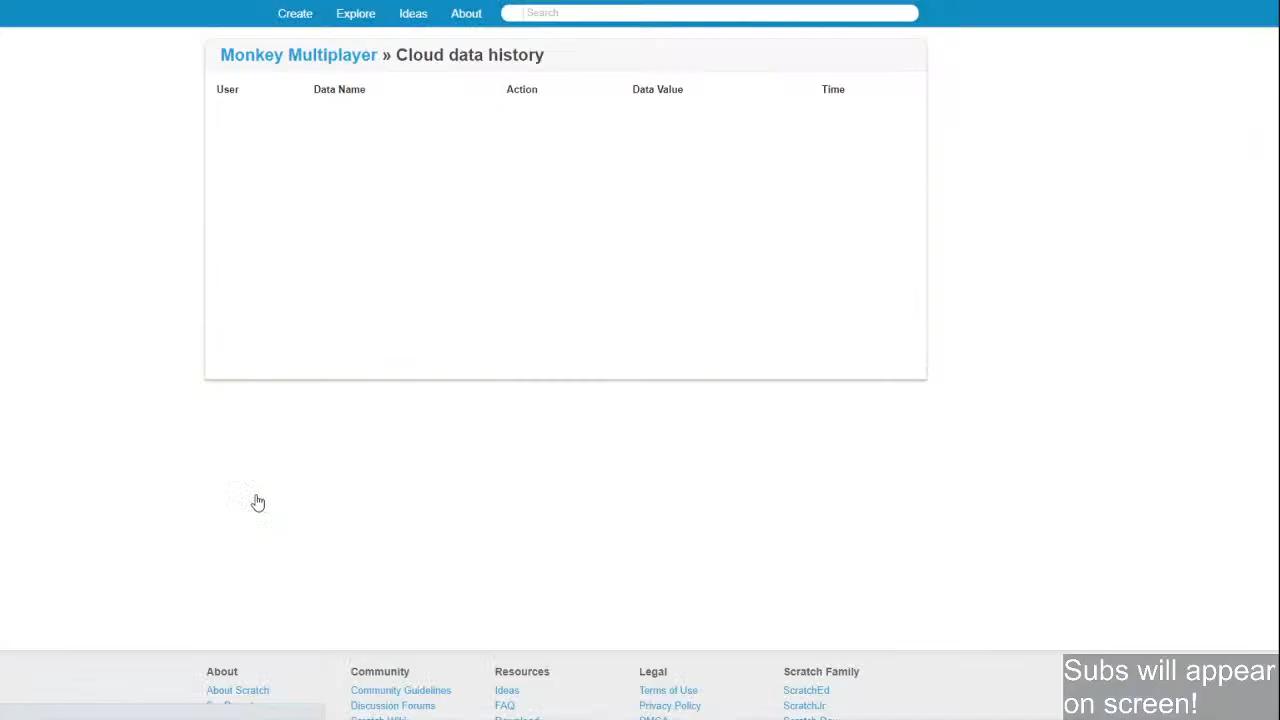 Create Explore Ideas About Search
Monkey Multiplayer » Cloud data history
User Data Name Action Data Value Time
About Community Resources Legal Scratch Family
About Scratch Community Guidelines Ideas Terms of Use ScratchEd
Discussion Forums FAQ Privacy Policy ScratchJr
Subs will appear
on screen!